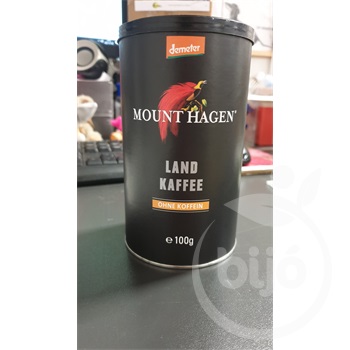 demeter
MOUNT HAGEN®
LAND
KAFFEE
OHNE KOFFEIN
e 100g
bijó